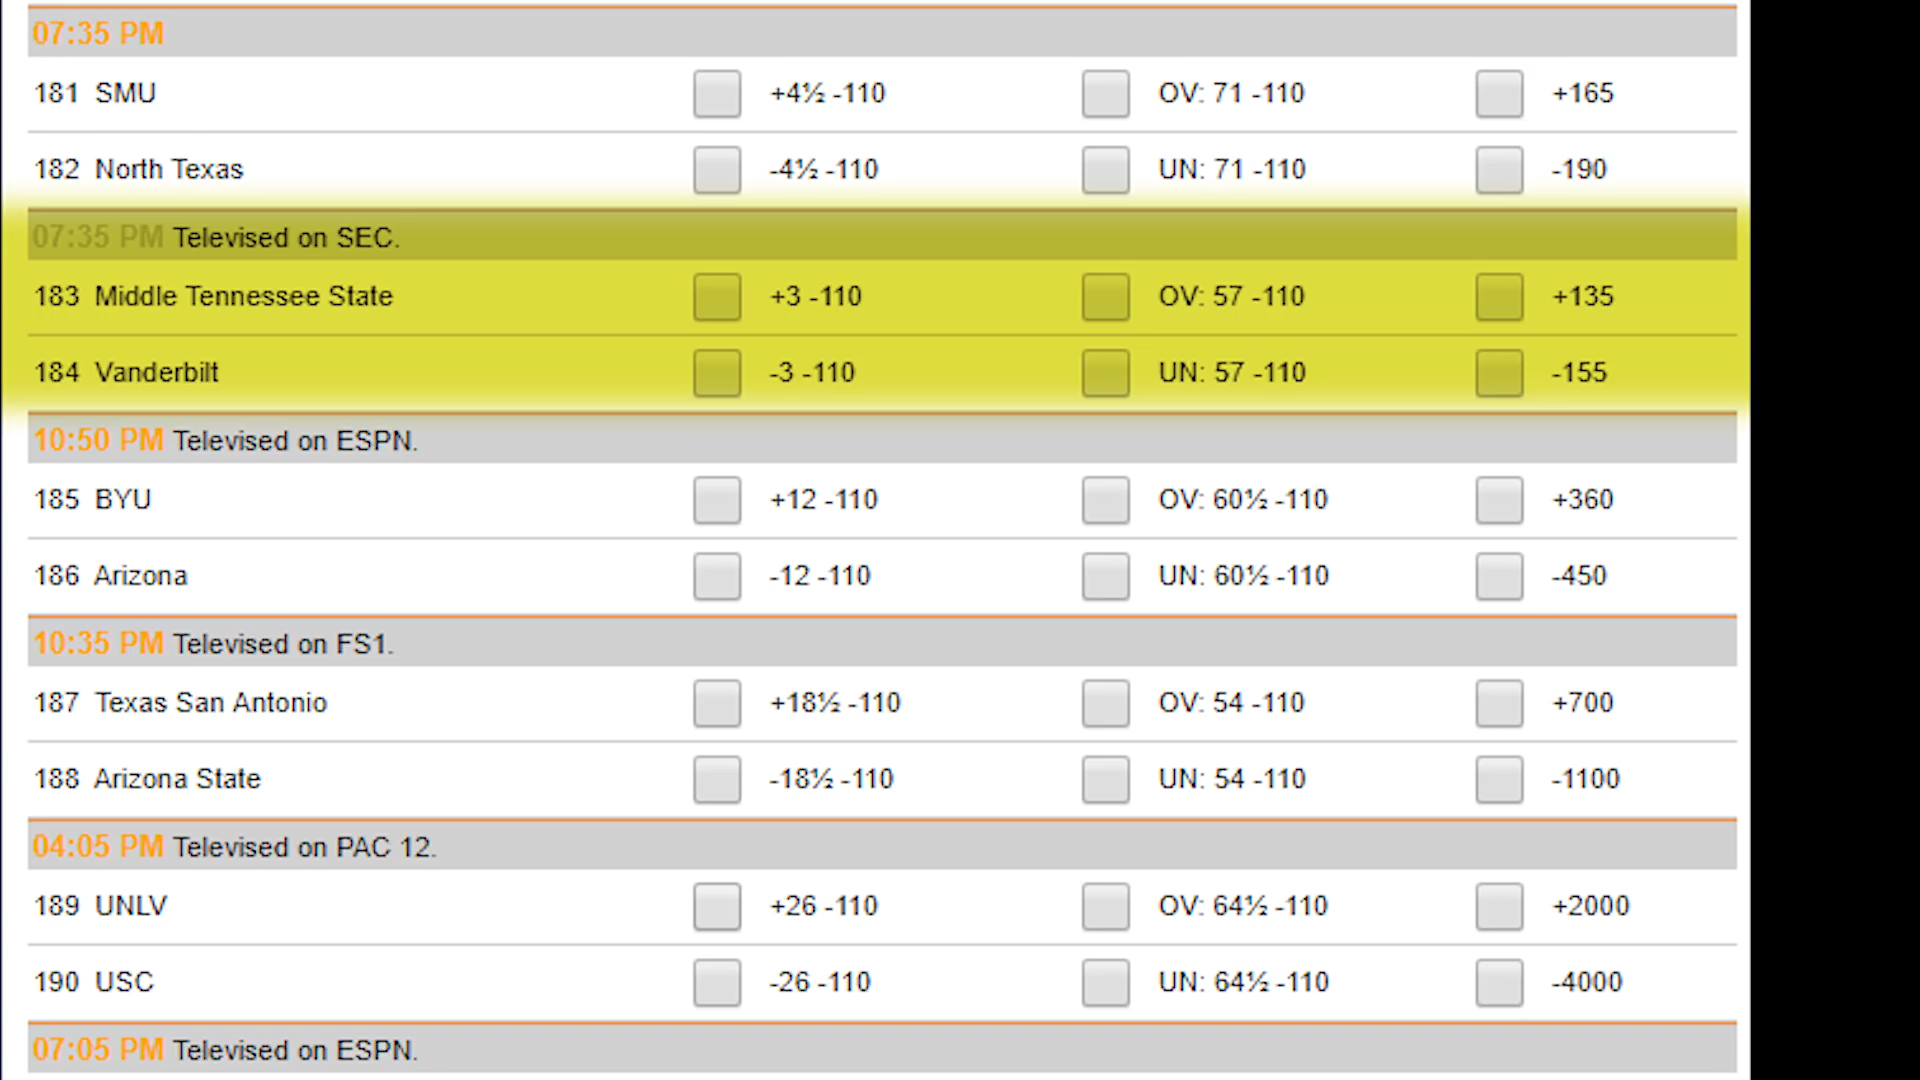 07:35 PM
181 SMU +4½ -110 OV: 71 -110 +165
182 North Texas -4½ -110 UN: 71 -110 -190
07:35 PM Televised on SEC.
183 Middle Tennessee State +3 -110 OV: 57 -110 +135
184 Vanderbilt -3 -110 UN: 57 -110 -155
10:50 PM Televised on ESPN.
185 BYU +12 -110 OV: 60½ -110 +360
186 Arizona -12 -110 UN: 60½ -110 -450
10:35 PM Televised on FS1.
187 Texas San Antonio +18½ -110 OV: 54 -110 +700
188 Arizona State -18½ -110 UN: 54 -110 -1100
04:05 PM Televised on PAC 12.
189 UNLV +26 -110 OV: 64½ -110 +2000
190 USC -26 -110 UN: 64½ -110 -4000
07:05 PM Televised on ESPN.